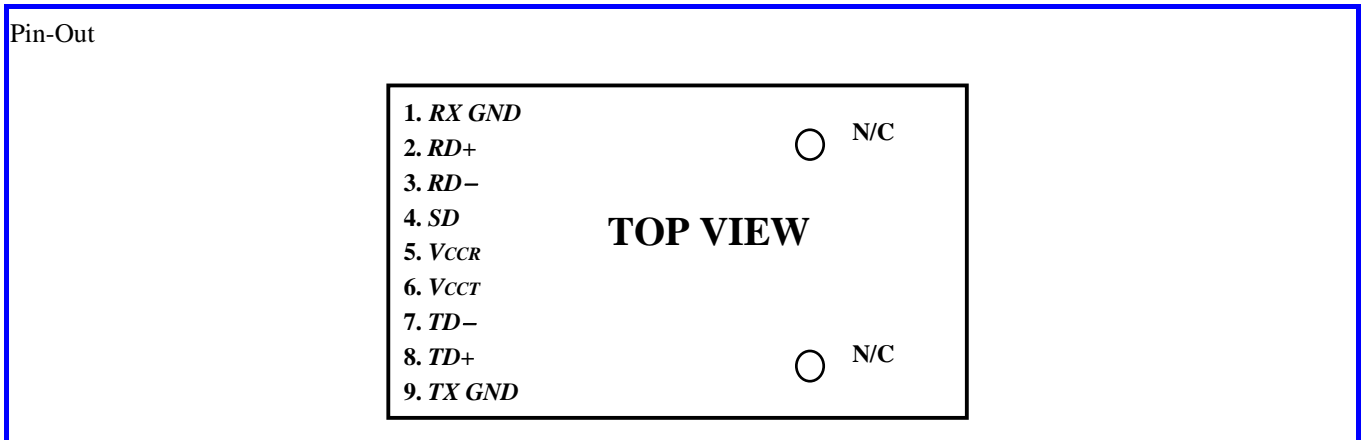 Pin-Out
1. RX GND
2. RD+
3. RD−
4. SD
5. VCCR
6. VCCT
7. TD−
8. TD+
9. TX GND
TOP VIEW
N/C
N/C